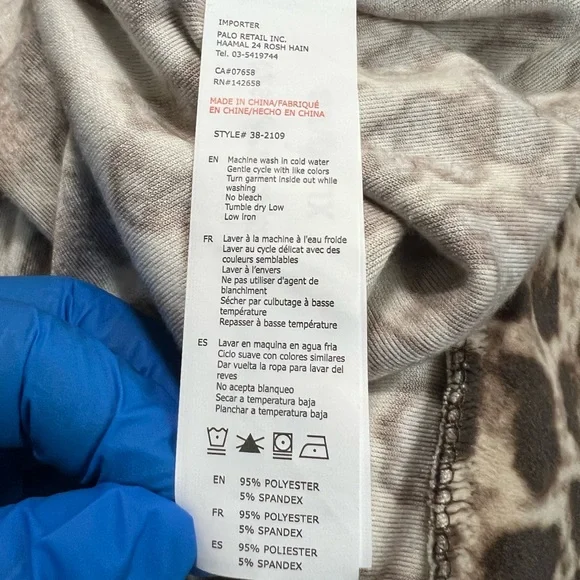 IMPORTER
PALO RETAIL INC.
HAAMAL 24 ROSH HAIN
Tel. 03-5419744
CA#07658
RN#142658
MADE IN CHINA/FABRIQUÉ
EN CHINE/HECHO EN CHINA
STYLE# 38-2109
EN Machine wash in cold water
Gentle cycle with like colors
Turn garment inside out while
washing
No bleach
Tumble dry Low
Low iron
FR Laver à la machine à l'eau froide
Laver au cycle délicat avec des
couleurs semblables
Laver à l'envers
Ne pas utiliser d'agent de
blanchiment
Sécher par culbutage à basse
température
Repasser à basse température
ES Lavar en maquina en agua fria
Ciclo suave con colores similares
Dar vuelta la ropa para lavar del
reves
No acepta blanqueo
Secar a temperatura baja
Planchar a temperatura baja
EN 95% POLYESTER
5% SPANDEX
FR 95% POLYESTER
5% SPANDEX
ES 95% POLIESTER
5% SPANDEX